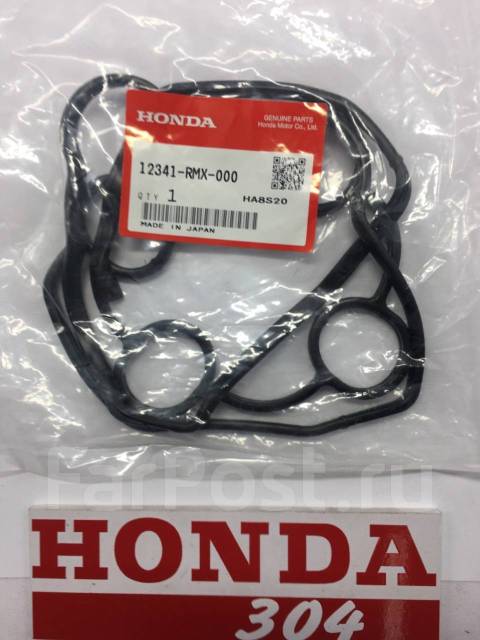 HONDA
GENUINE PARTS
Honda Motor Co., Ltd.
12341-RMX-000
QTY 1
HA8S20
MADE IN JAPAN
FarPost.ru
HONDA
304